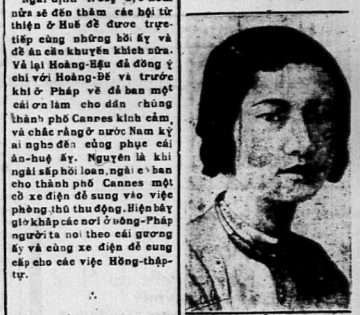 nữa sẽ đến thăm các hội từ
thiện ở Huế để được trực-
tiếp cùng những hồi ấy và
để ân cần khuyến khích nữa.
Vả lại Hoàng-Hậu đã đồng ý
chí với Hoàng-Đế và trước
khi ở Pháp về đã ban một
cái ơn làm cho dân chúng
thành phố Cannes kính cảm,
và chắc rằng ở nước Nam kỳ
ai nghe đến cũng phục cái
ân-huệ ấy. Nguyên là khi
ngài sắp hồi loan, ngài có ban
cho thành phố Cannes một
cỗ xe điện để sung vào việc
phòng thủ thụ động. Hiện bây
giờ khắp các nơi ở Đông-Pháp
người ta noi theo cái gương
ấy và cũng xe điện để cung
cấp cho các việc Hồng-thập-
tự.